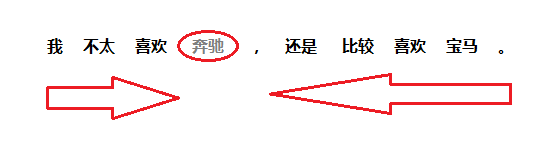 我 不太 喜欢 奔驰 ， 还是 比较 喜欢 宝马 。